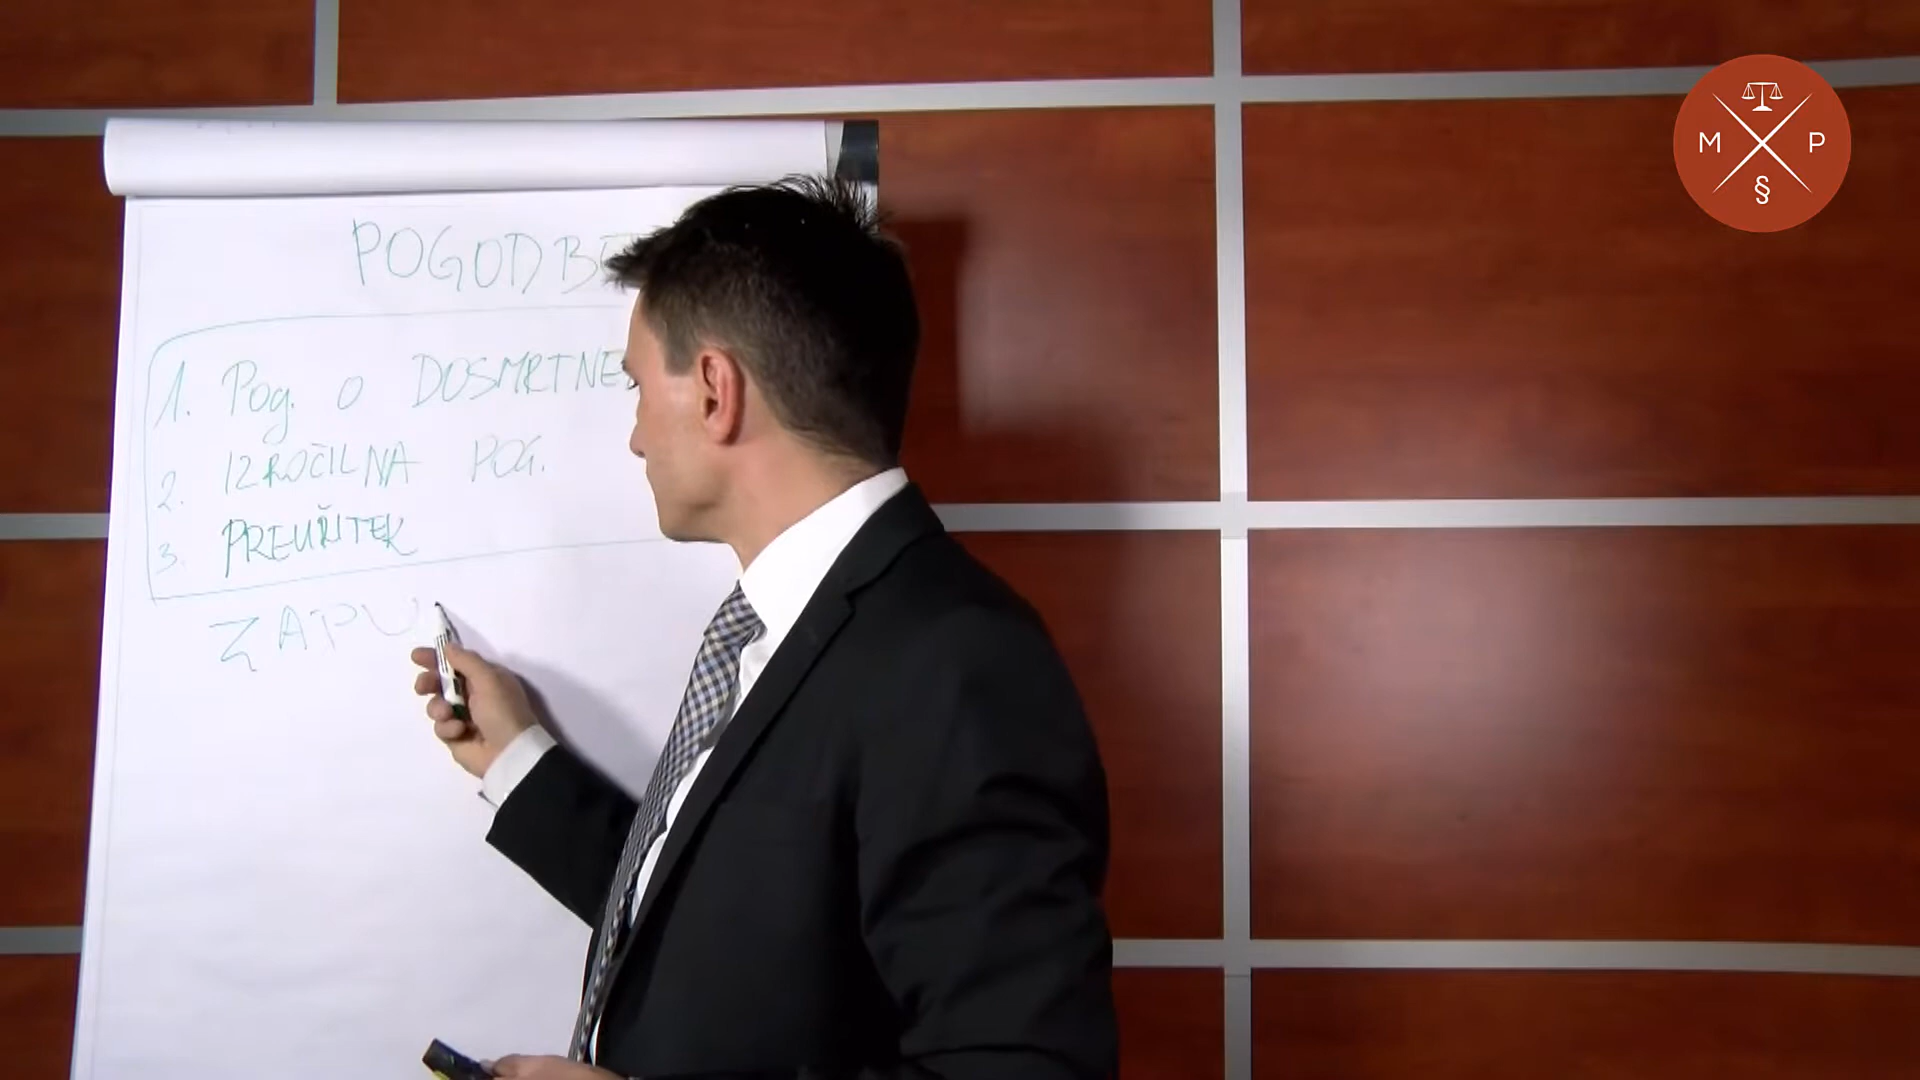 POGODBE
1. Pog. o DOSMRTNE
2. IZROČILNA POG.
3. PREUŽITEK
ZAPU
M P
§